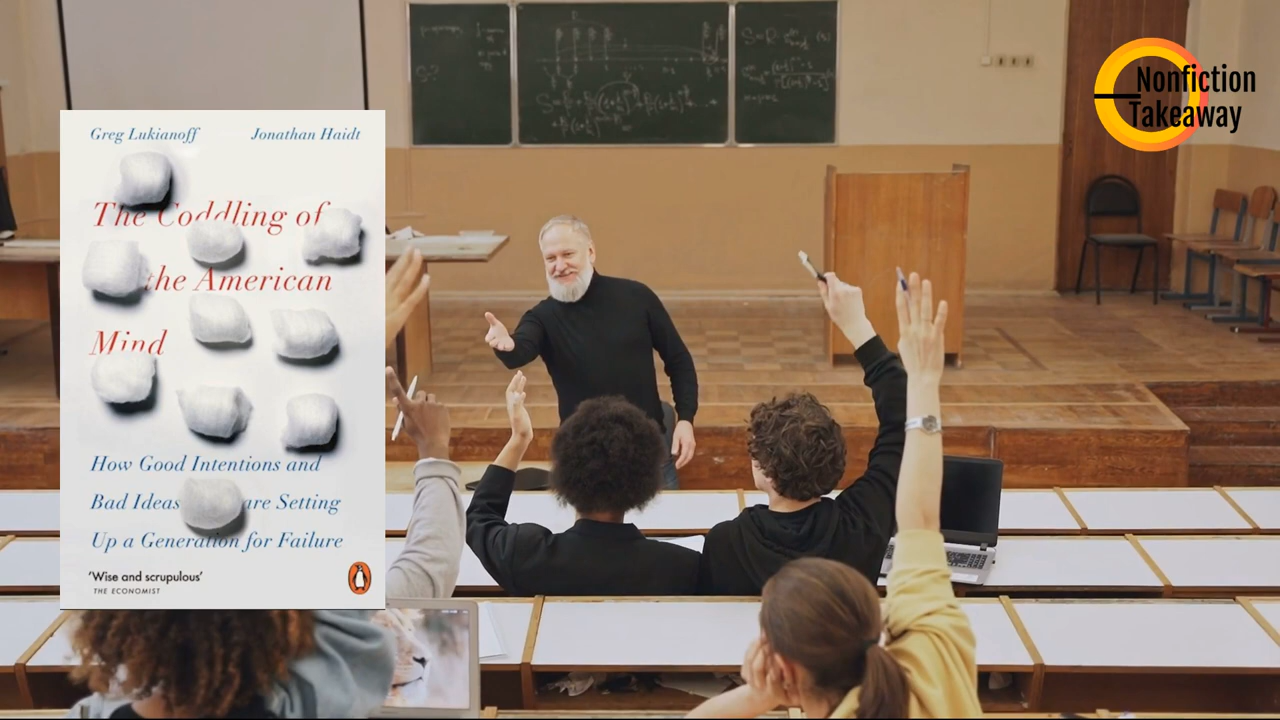 Greg Lukianoff Jonathan Haidt
The Coddling of
the American
Mind
How Good Intentions and
Bad Ideas are Setting
Up a Generation for Failure
'Wise and scrupulous'
THE ECONOMIST
Nonfiction
Takeaway